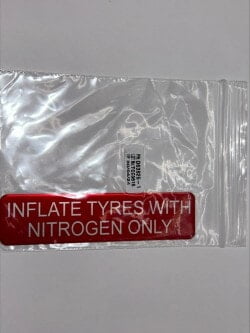 INFLATE TYRES WITH
NITROGEN ONLY